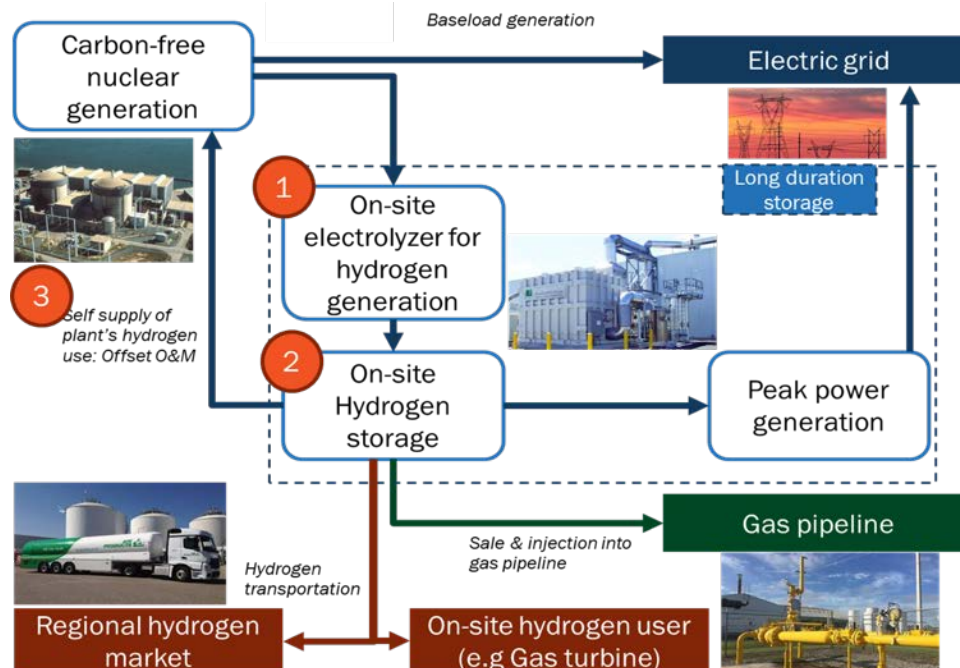 Baseload generation
Carbon-free
nuclear
generation
Electric grid
1
Long duration
storage
On-site
electrolyzer for
hydrogen
generation
3
Self supply of
plant's hydrogen
use: Offset O&M
2
On-site
Hydrogen
storage
Peak power
generation
Gas pipeline
Sale & injection into
gas pipeline
Hydrogen
transportation
Regional hydrogen
market
On-site hydrogen user
(e.g Gas turbine)